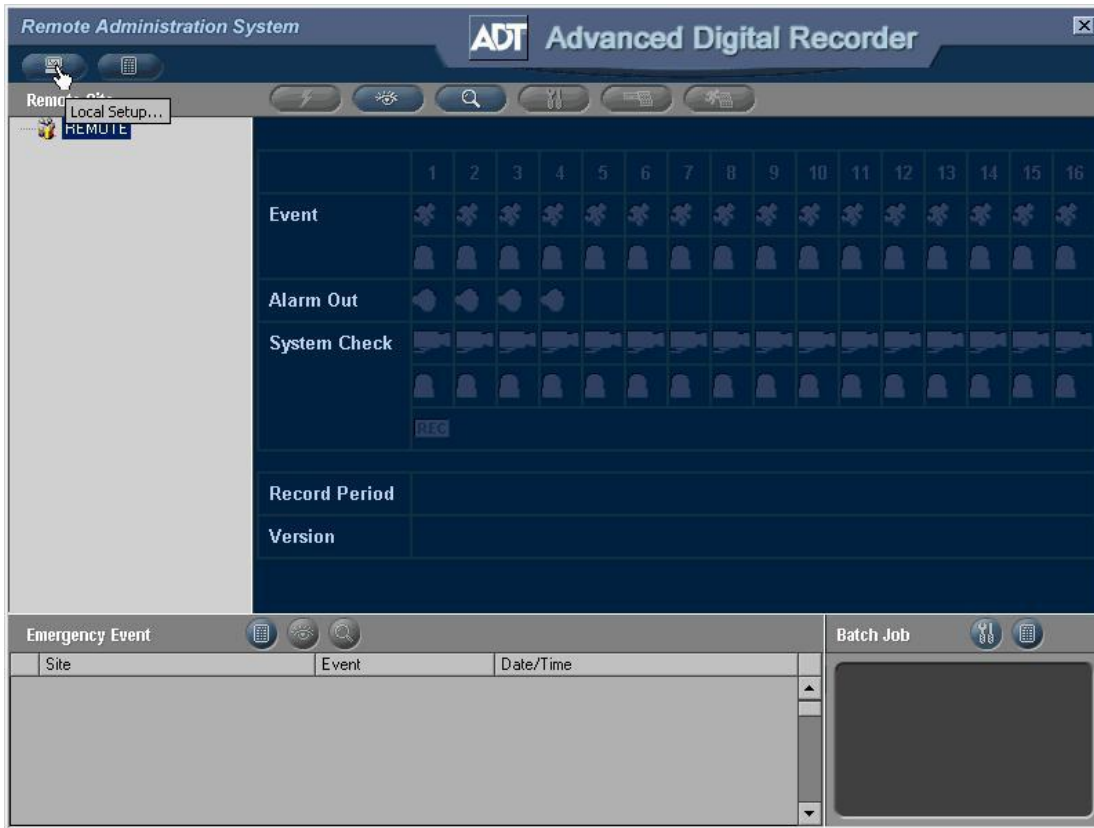 Remote Administration System
ADT Advanced Digital Recorder
Remote Site
Local Setup...
REMOTE
1 2 3 4 5 6 7 8 9 10 11 12 13 14 15 16
Event
Alarm Out
System Check
REC
Record Period
Version
Emergency Event
Batch Job
Site Event Date/Time